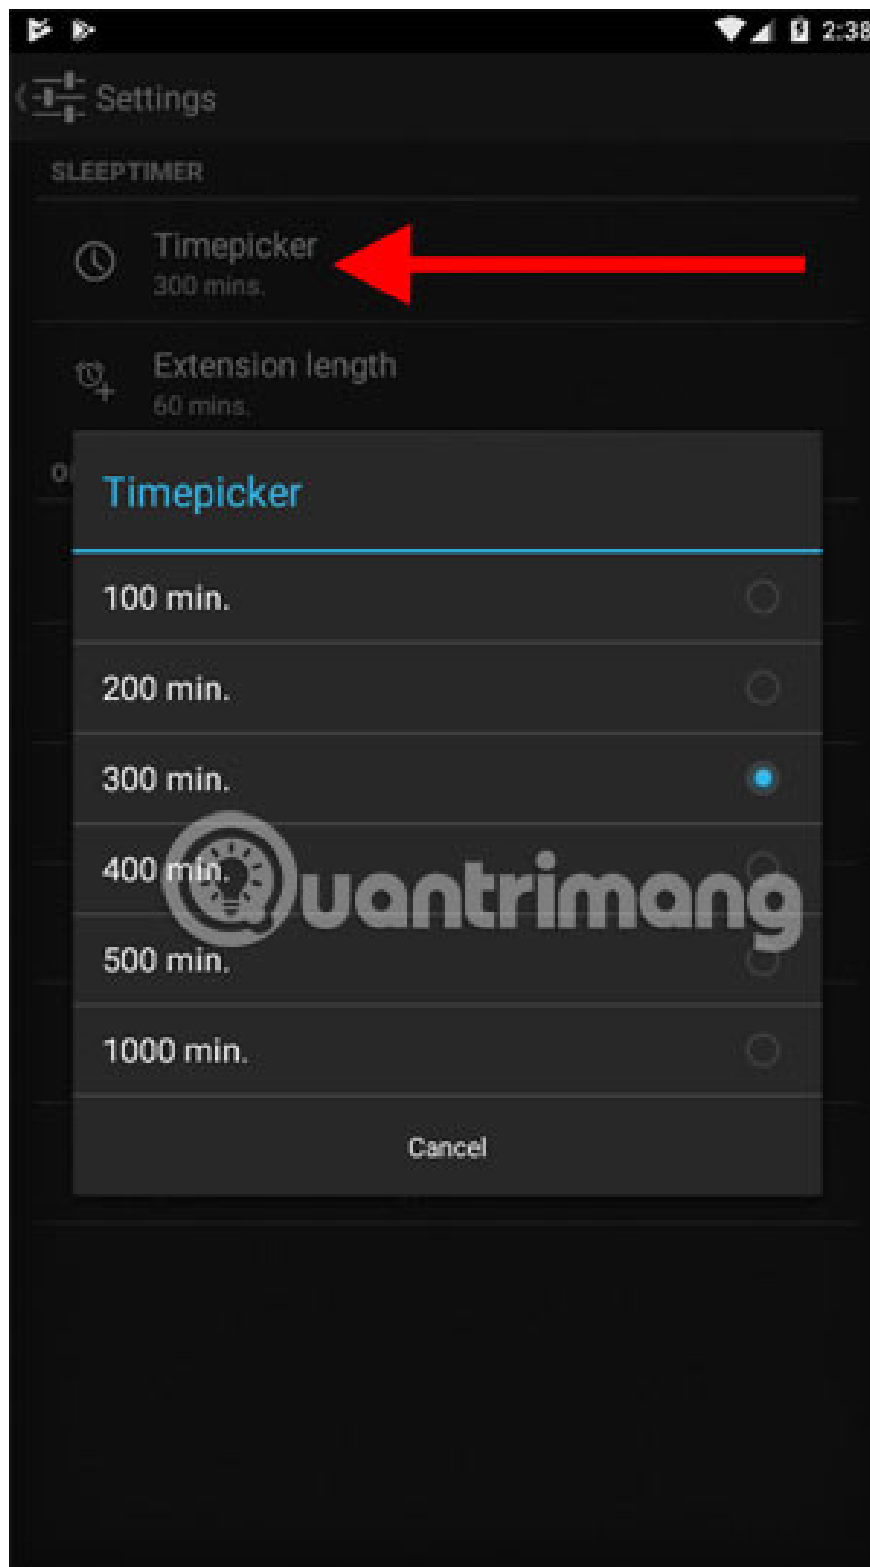 2:38
Settings
SLEEPTIMER
Timepicker
300 mins.
Extension length
60 mins.
Timepicker
100 min.
200 min.
300 min.
400 min.
Quantrimang
500 min.
1000 min.
Cancel